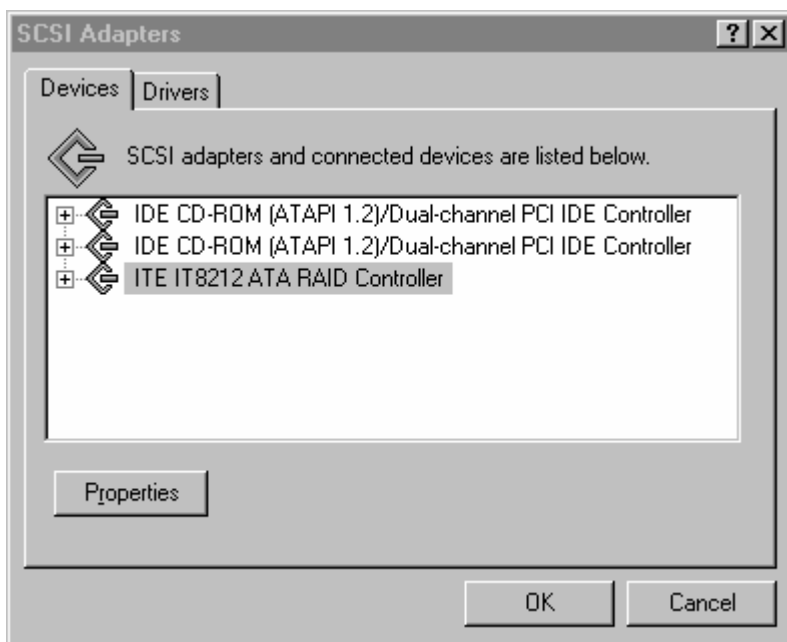 SCSI Adapters
Devices Drivers
SCSI adapters and connected devices are listed below.
IDE CD-ROM (ATAPI 1.2)/Dual-channel PCI IDE Controller
IDE CD-ROM (ATAPI 1.2)/Dual-channel PCI IDE Controller
ITE IT8212 ATA RAID Controller
Properties
OK Cancel